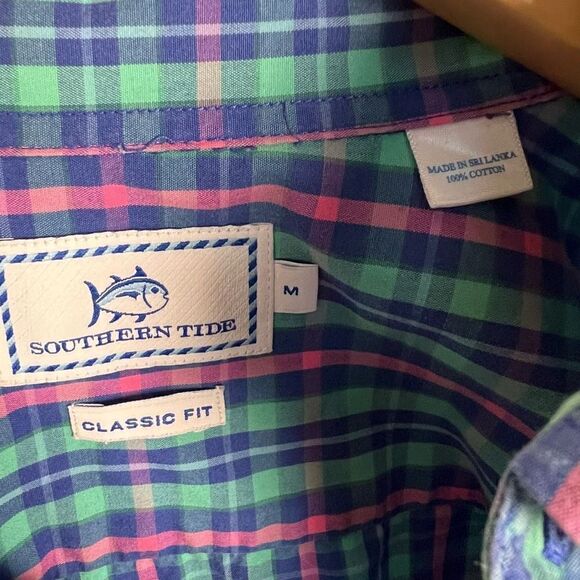 MADE IN SRI LANKA
100% COTTON
M
SOUTHERN TIDE
CLASSIC FIT